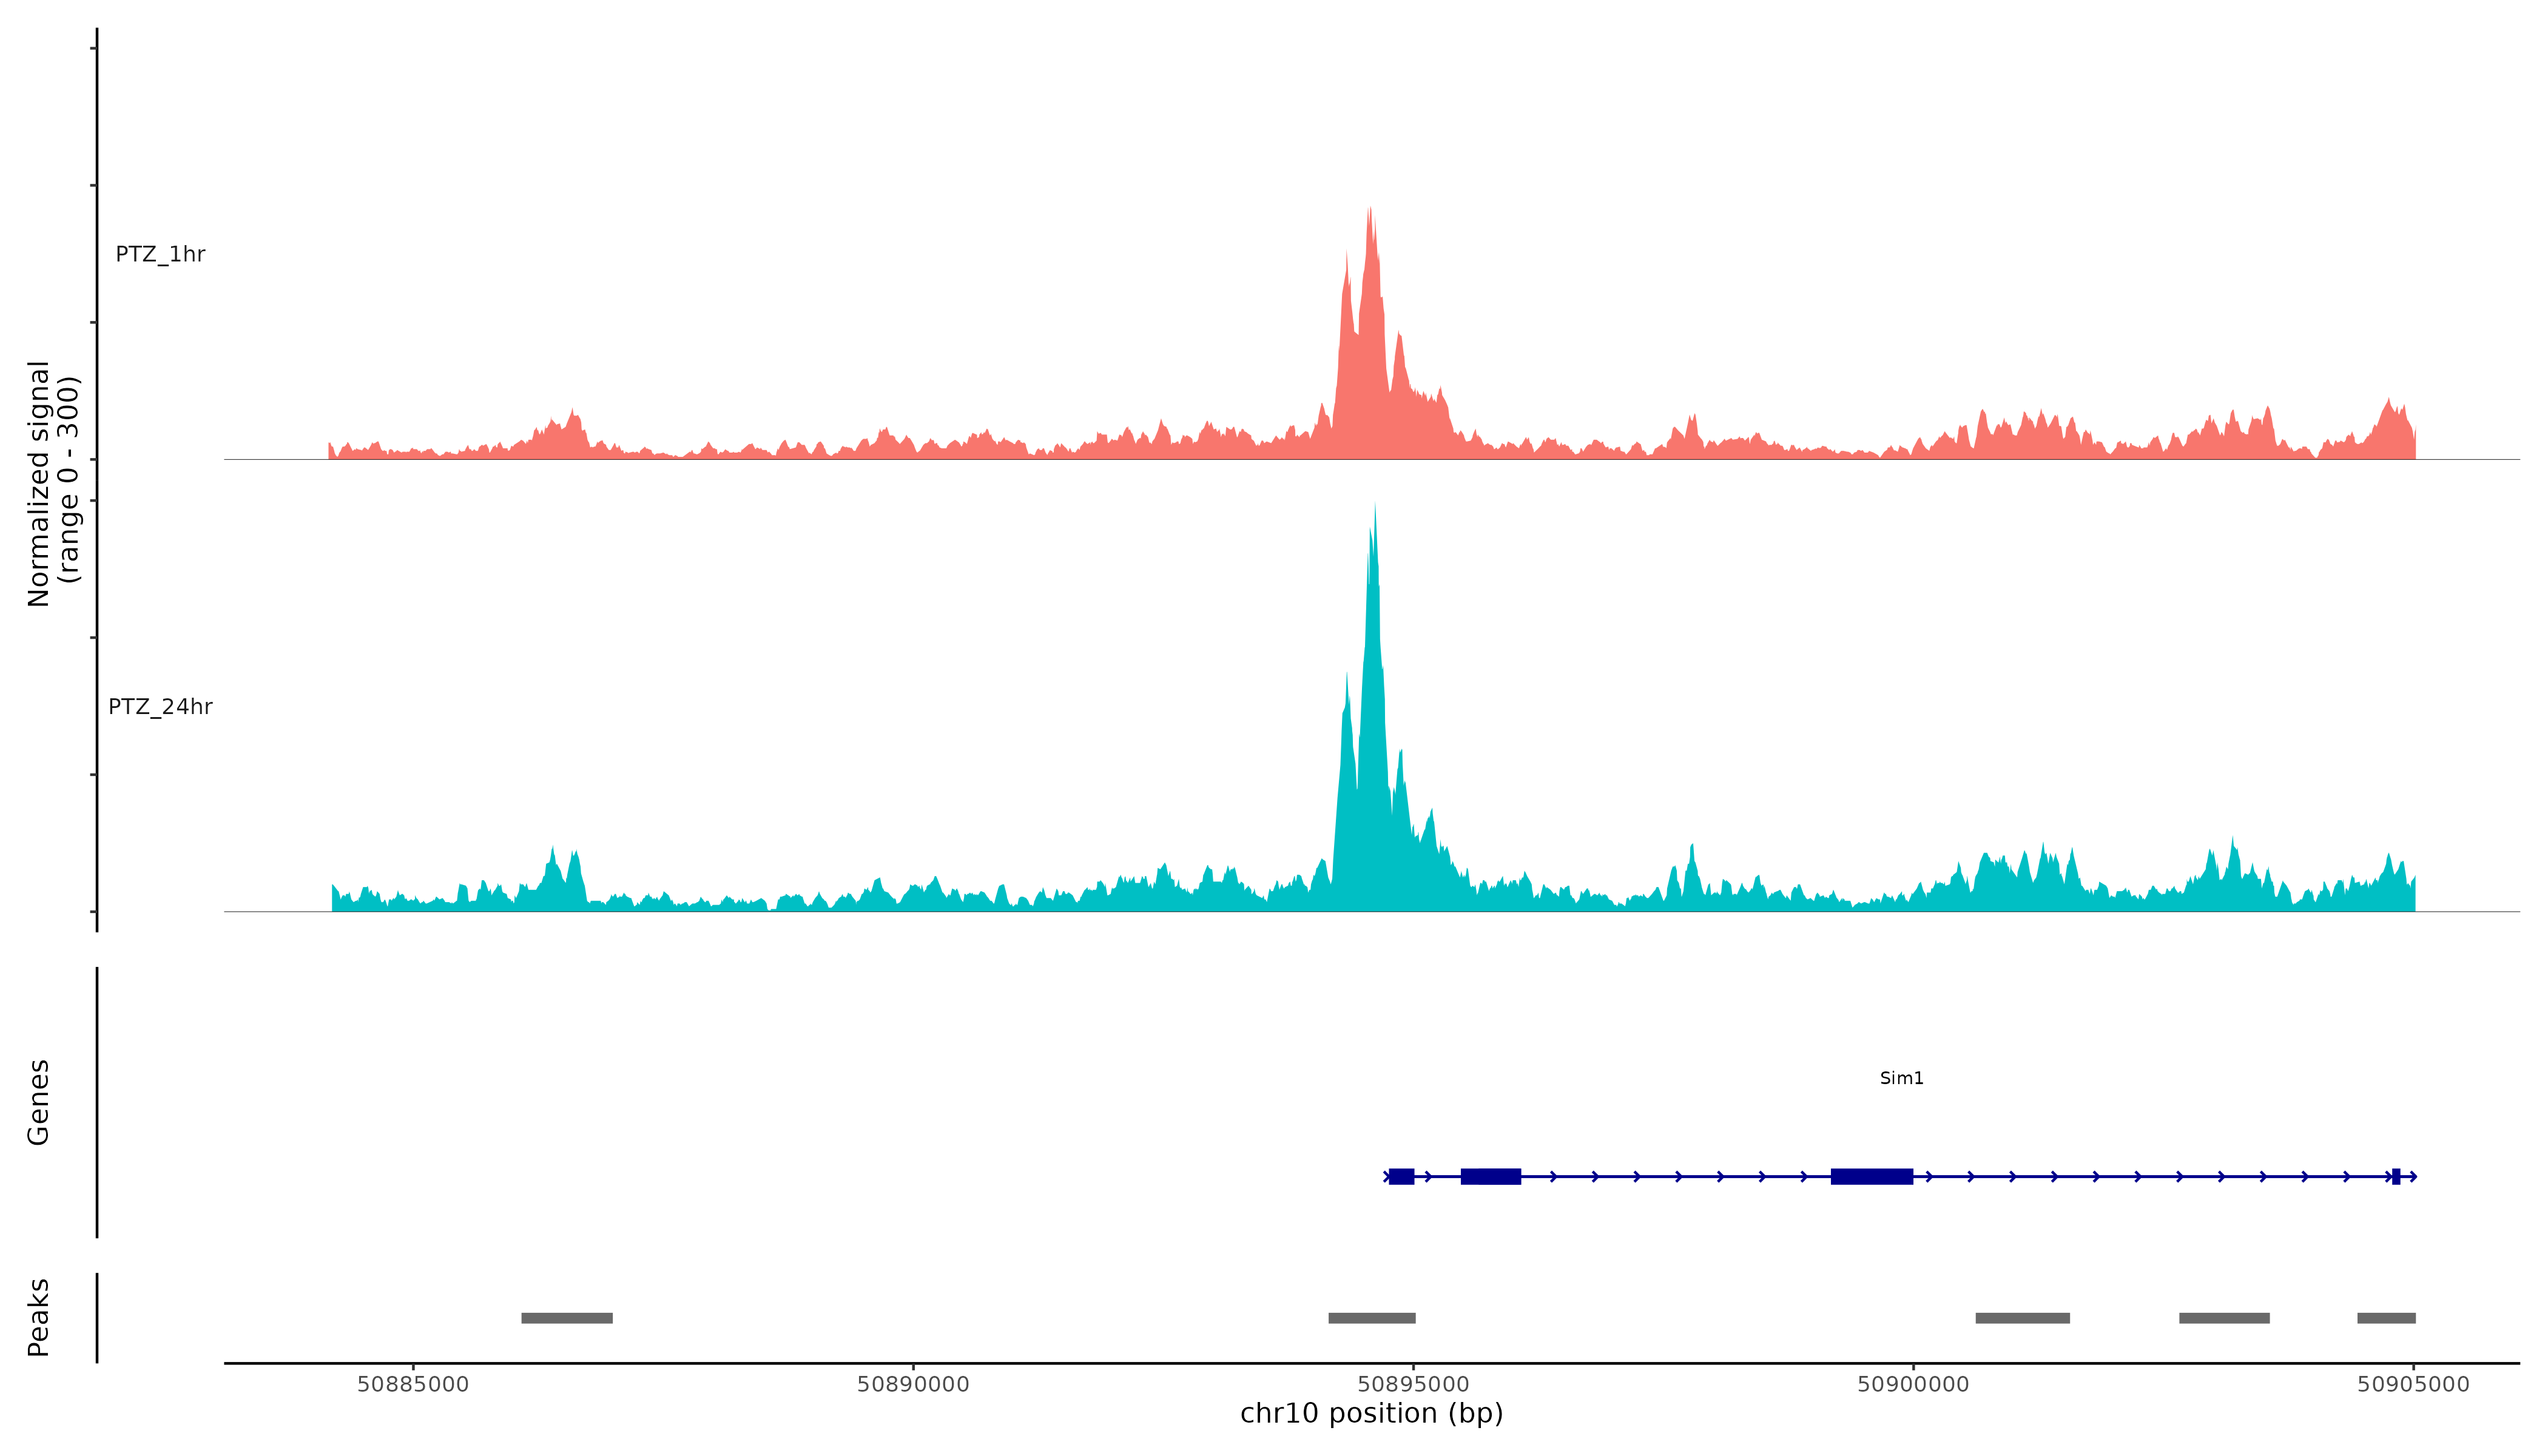 PTZ_1hr
Normalized signal
(range 0 - 300)
PTZ_24hr
Genes
Sim1
Peaks
50885000 50890000 50895000 50900000 50905000
chr10 position (bp)